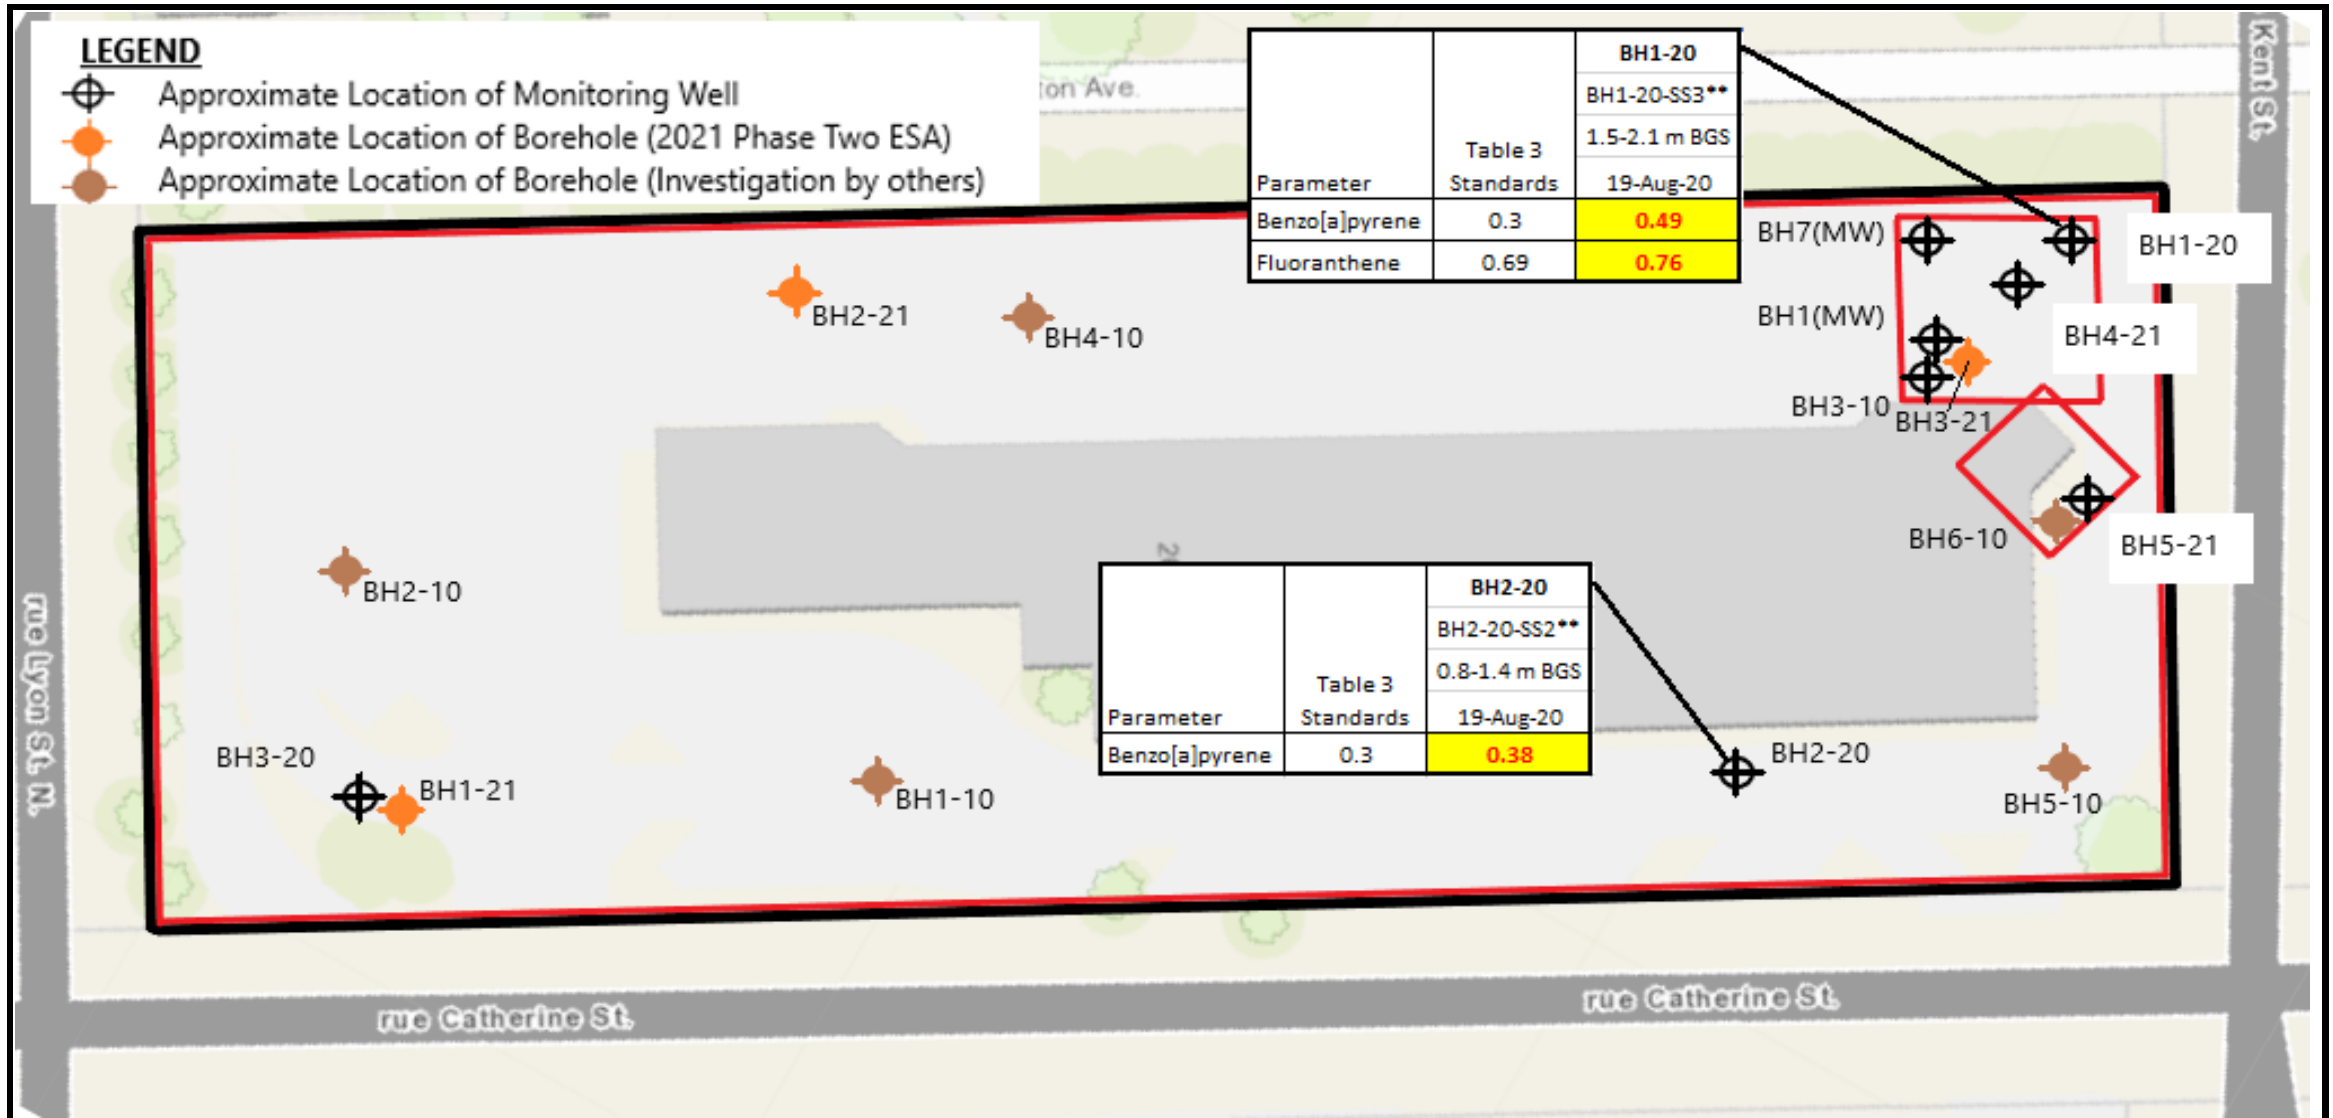 LEGEND
Approximate Location of Monitoring Well
Approximate Location of Borehole (2021 Phase Two ESA)
Approximate Location of Borehole (Investigation by others)
Ave.
Kent St.
BH1-20
BH1-20-SS3**
1.5-2.1 m BGS
Parameter Table 3 Standards 19-Aug-20
Benzo[a]pyrene 0.3 0.49
Fluoranthene 0.69 0.76
BH7(MW)
BH1-20
BH2-21
BH4-10
BH1(MW)
BH4-21
BH3-10
BH3-21
BH6-10
BH5-21
BH2-10
rue Lyon St. N.
BH2-20
BH2-20-SS2**
0.8-1.4 m BGS
Parameter Table 3 Standards 19-Aug-20
Benzo[a]pyrene 0.3 0.38
BH2-20
BH3-20
BH1-21
BH1-10
BH5-10
rue Catherine St.
rue Catherine St.